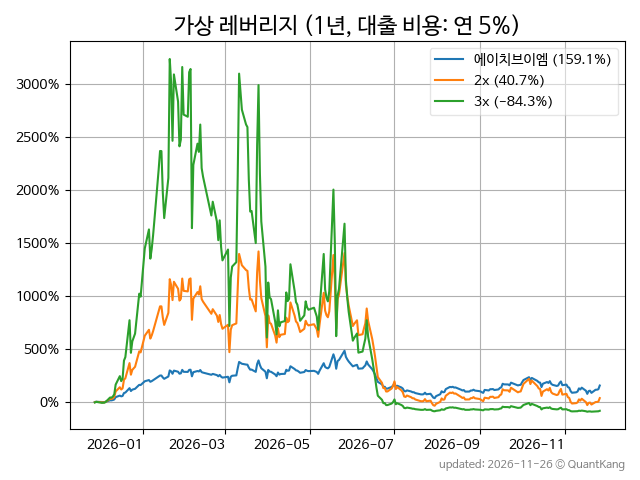 가상 레버리지 (1년, 대출 비용: 연 5%)
에이치브이엠 (159.1%)
2x (40.7%)
3x (−84.3%)
3000%
2500%
2000%
1500%
1000%
500%
0%
2026-01
2026-03
2026-05
2026-07
2026-09
2026-11
updated: 2026-11-26 © QuantKang